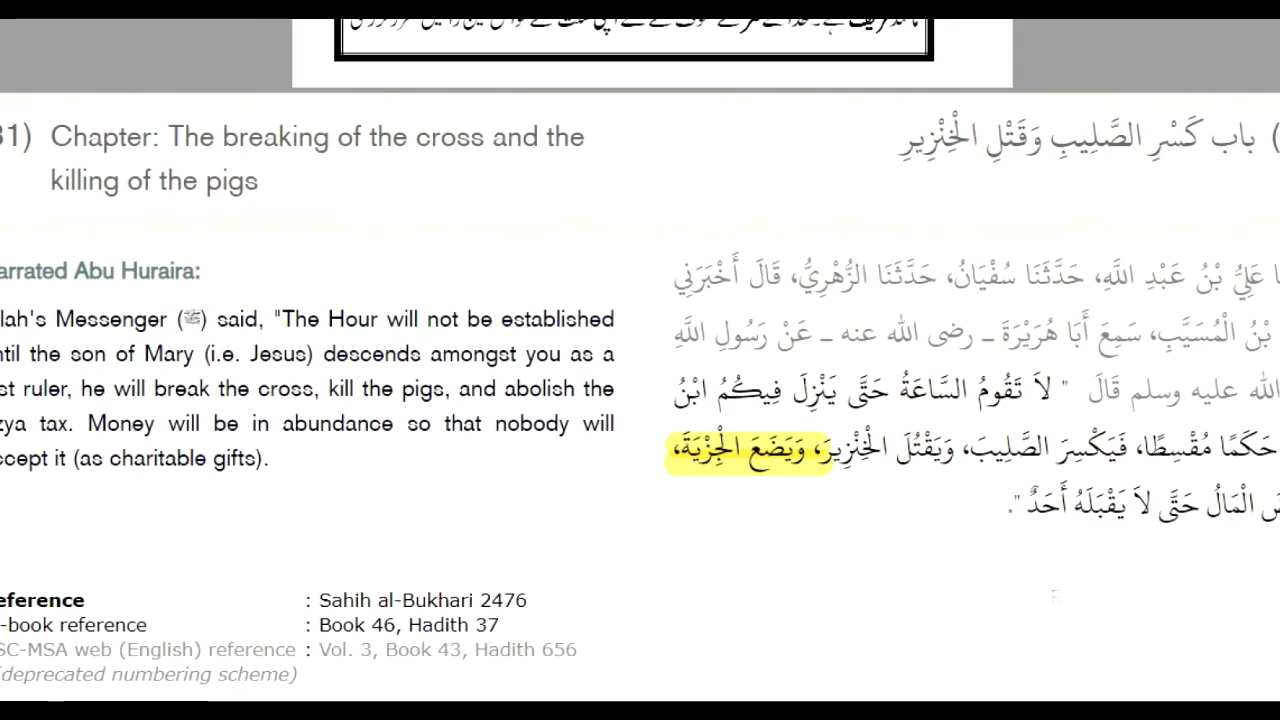 31) Chapter: The breaking of the cross and the
killing of the pigs
باب كَسْرِ الصَّلِيبِ وَقَتْلِ الْخِنْزِيرِ (
arrated Abu Huraira:
lah's Messenger (ﷺ) said, "The Hour will not be established
ntil the son of Mary (i.e. Jesus) descends amongst you as a
st ruler, he will break the cross, kill the pigs, and abolish the
zya tax. Money will be in abundance so that nobody will
ccept it (as charitable gifts).
ا عَلِيُّ بْنُ عَبْدِ اللَّهِ، حَدَّثَنَا سُفْيَانُ، حَدَّثَنَا الزُّهْرِيُّ، قَالَ أَخْبَرَنِي
بْنُ الْمُسَيَّبِ، سَمِعَ أَبَا هُرَيْرَةَ ـ رضى الله عنه ـ عَنْ رَسُولِ اللَّهِ
الله عليه وسلم قَالَ ‏"‏ لاَ تَقُومُ السَّاعَةُ حَتَّى يَنْزِلَ فِيكُمُ ابْنُ
حَكَمًا مُقْسِطًا، فَيَكْسِرَ الصَّلِيبَ، وَيَقْتُلَ الْخِنْزِيرَ، وَيَضَعَ الْجِزْيَةَ،
ضَ الْمَالُ حَتَّى لاَ يَقْبَلَهُ أَحَدٌ ‏"‏‏.‏
eference : Sahih al-Bukhari 2476
-book reference : Book 46, Hadith 37
SC-MSA web (English) reference : Vol. 3, Book 43, Hadith 656
(deprecated numbering scheme)